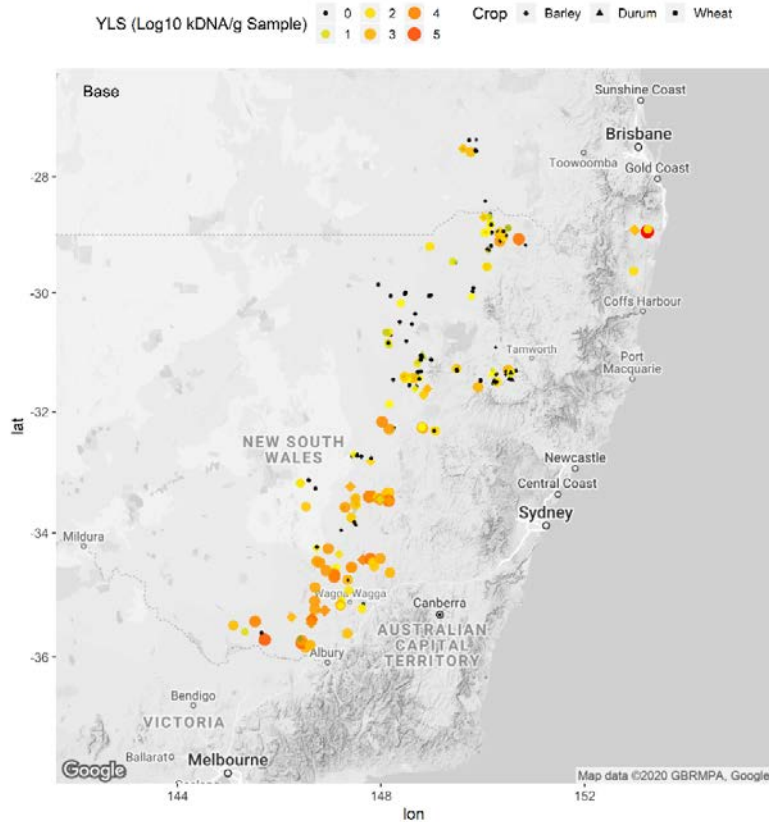 YLS (Log10 kDNA/g Sample)
0
2
4
1
3
5
Crop
Barley
Durum
Wheat
Base
Sunshine Coast
Brisbane
Toowoomba
Gold Coast
-28
-30
Coffs Harbour
Tamworth
Port
Macquarie
-32
lat
NEW SOUTH
WALES
Newcastle
Central Coast
Sydney
-34
Mildura
Wagga Wagga
Canberra
AUSTRALIAN
CAPITAL
TERRITORY
-36
Albury
Bendigo
VICTORIA
Ballarat
Melbourne
Google
Map data ©2020 GBRMPA, Google
144
148
152
lon